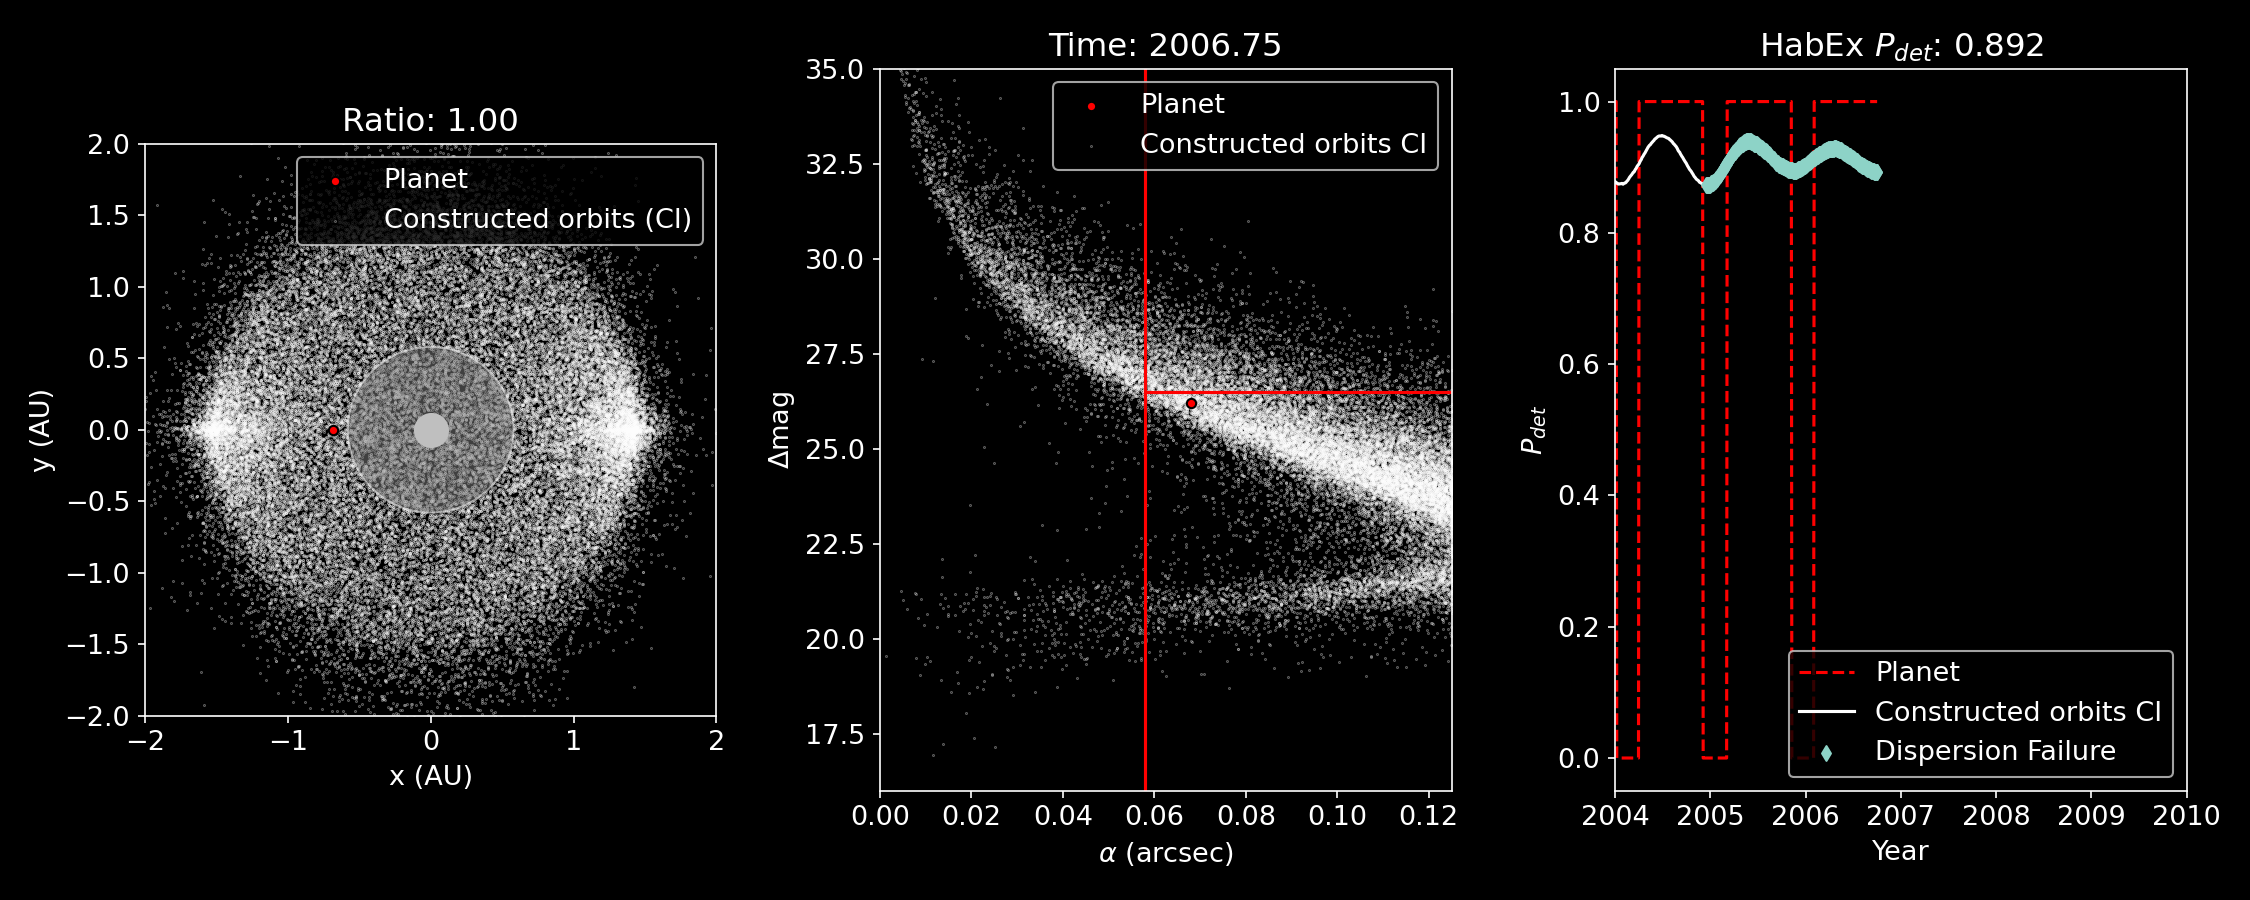 Ratio: 1.00
2.0
1.5
1.0
0.5
0.0
−0.5
−1.0
−1.5
−2.0
−2
−1
0
1
2
x (AU)
y (AU)
Planet
Constructed orbits (CI)
Time: 2006.75
35.0
32.5
30.0
27.5
25.0
22.5
20.0
17.5
0.00
0.02
0.04
0.06
0.08
0.10
0.12
α (arcsec)
Δmag
Planet
Constructed orbits CI
HabEx Pdet: 0.892
1.0
0.8
0.6
0.4
0.2
0.0
2004
2005
2006
2007
2008
2009
2010
Year
Pdet
Planet
Constructed orbits CI
Dispersion Failure